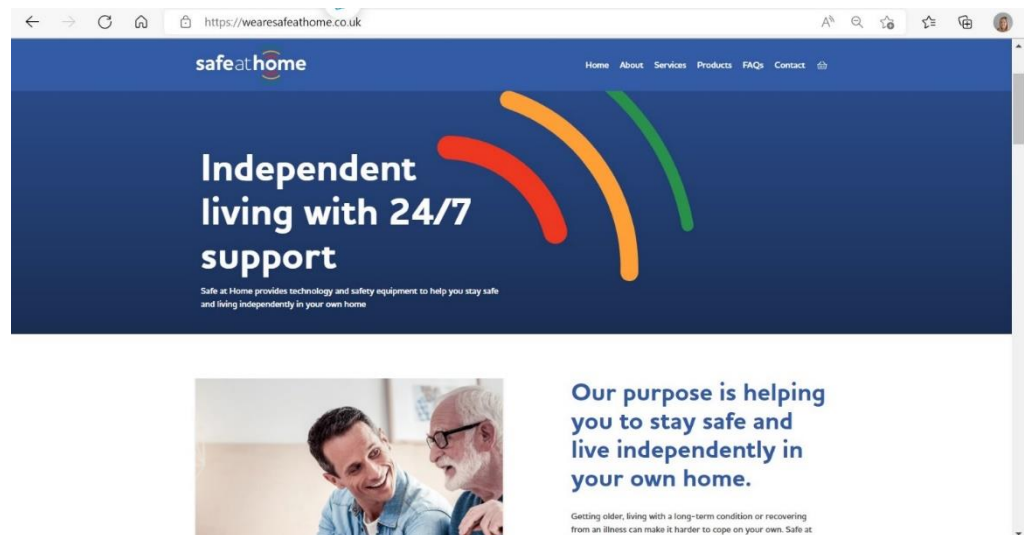 https://wearesafeathome.co.uk
safeathome
Home About Services Products FAQs Contact
Independent
living with 24/7
support
Safe at Home provides technology and safety equipment to help you stay safe
and living independently in your own home
Our purpose is helping
you to stay safe and
live independently in
your own home.
Getting older, living with a long-term condition or recovering
from an illness can make it harder to cope on your own. Safe at